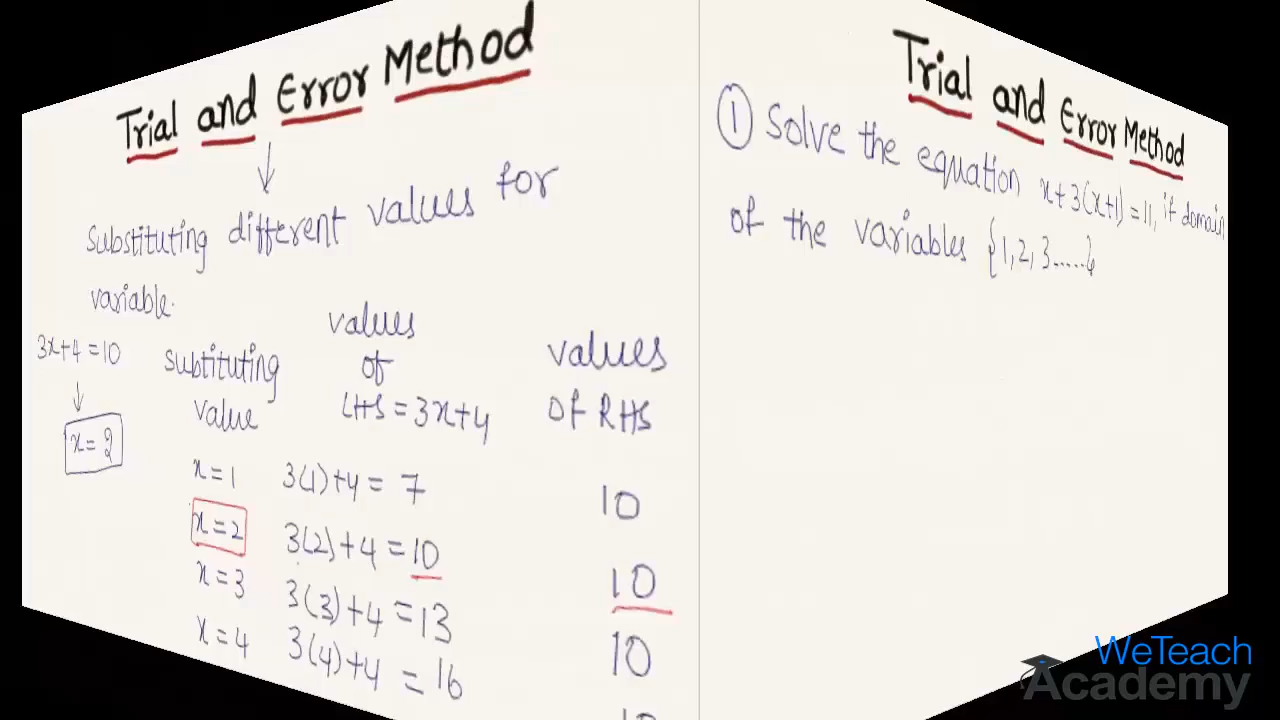 Trial and Error Method
Substituting different values for
variable.
3x+4=10
x=2
substituting value
values of LHS = 3x+4
values of RHS
x=1 3(1)+4= 7 10
x=2 3(2)+4 =10 10
x=3 3(3)+4 =13 10
x=4 3(4)+4 =16 10
Trial and Error Method
1 Solve the equation x+3(x+1)=11, if domain
of the variables {1,2,3.....}
WeTeach
Academy